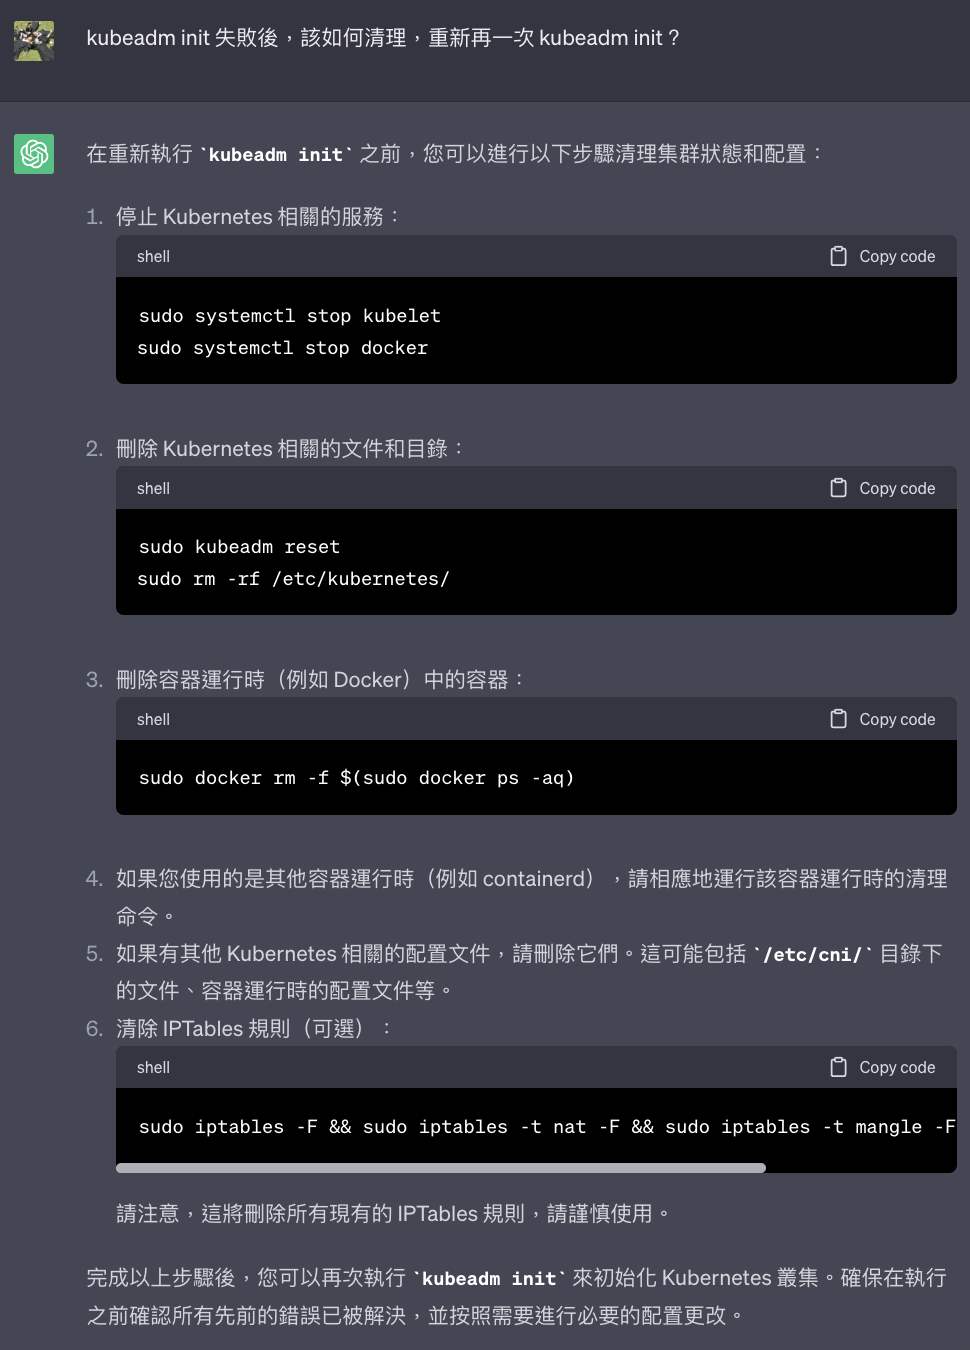 kubeadm init 失敗後，該如何清理，重新再一次 kubeadm init？
在重新執行 `kubeadm init` 之前，您可以進行以下步驟清理集群狀態和配置：
1. 停止 Kubernetes 相關的服務：
shell
Copy code
sudo systemctl stop kubelet
sudo systemctl stop docker
2. 刪除 Kubernetes 相關的文件和目錄：
shell
Copy code
sudo kubeadm reset
sudo rm -rf /etc/kubernetes/
3. 刪除容器運行時（例如 Docker）中的容器：
shell
Copy code
sudo docker rm -f $(sudo docker ps -aq)
4. 如果您使用的是其他容器運行時（例如 containerd），請相應地運行該容器運行時的清理
命令。
5. 如果有其他 Kubernetes 相關的配置文件，請刪除它們。這可能包括 `/etc/cni/` 目錄下
的文件、容器運行時的配置文件等。
6. 清除 IPTables 規則（可選）：
shell
Copy code
sudo iptables -F && sudo iptables -t nat -F && sudo iptables -t mangle -F
請注意，這將刪除所有現有的 IPTables 規則，請謹慎使用。
完成以上步驟後，您可以再次執行 `kubeadm init` 來初始化 Kubernetes 叢集。確保在執行
之前確認所有先前的錯誤已被解決，並按照需要進行必要的配置更改。